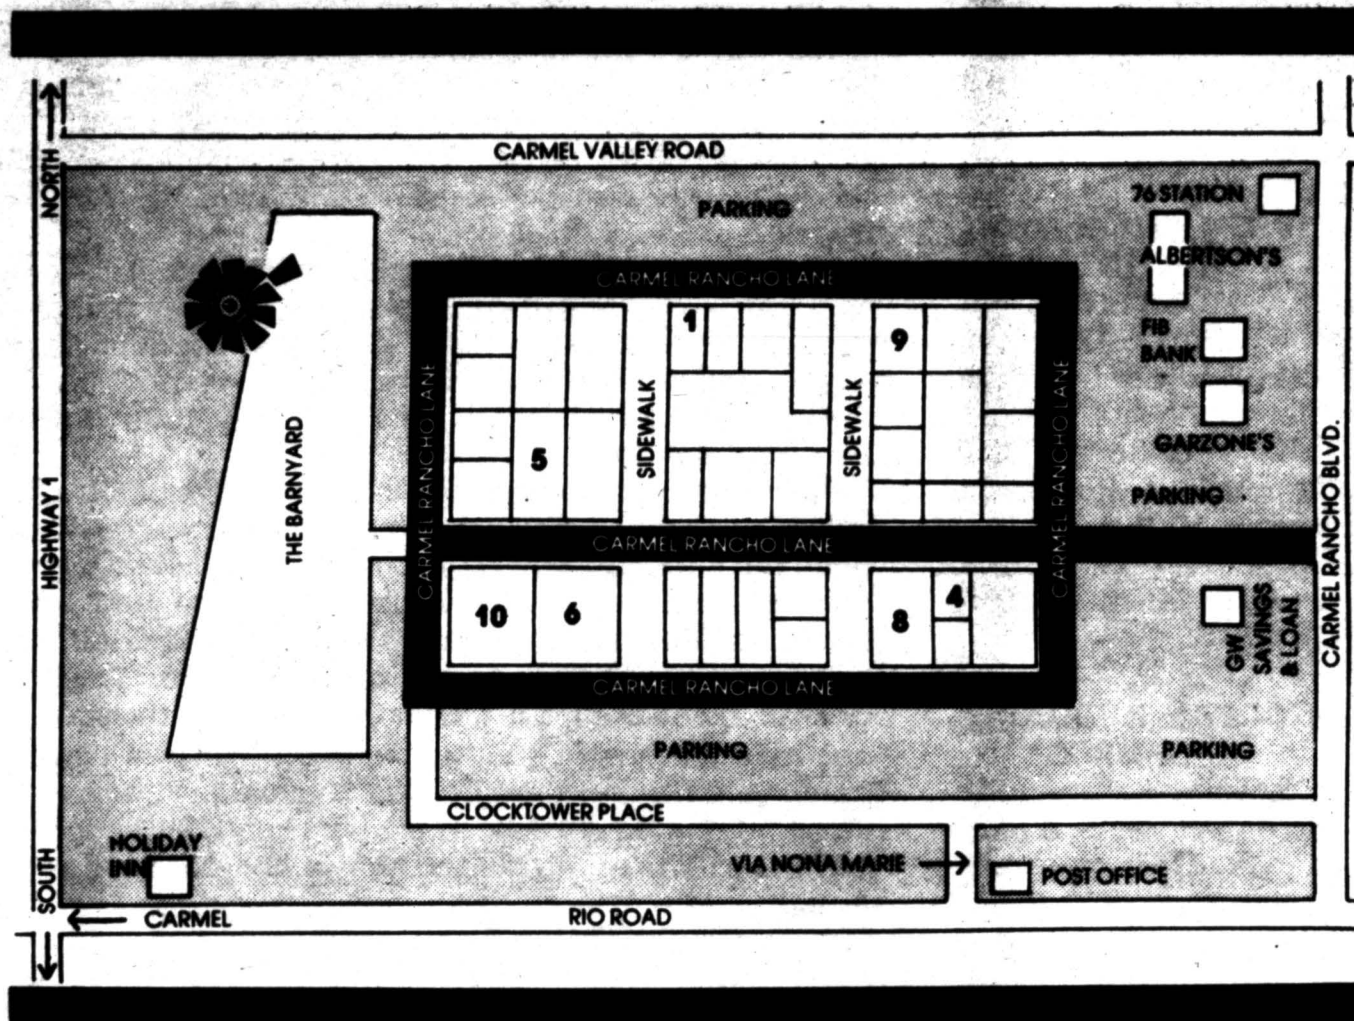 CARMEL VALLEY ROAD
NORTH
PARKING
76 STATION
ALBERTSON'S
CARMEL RANCHO LANE
1
9
FIB
BANK
CARMEL RANCHO LANE
SIDEWALK
SIDEWALK
CARMEL RANCHO LANE
GARZONE'S
THE BARNYARD
5
PARKING
HIGHWAY 1
CARMEL RANCHO LANE
CARMEL RANCHO BLVD.
10
6
8
4
GW
SAVINGS
& LOAN
CARMEL RANCHO LANE
PARKING
PARKING
CLOCKTOWER PLACE
HOLIDAY
INN
VIA NONA MARIE
POST OFFICE
SOUTH
CARMEL
RIO ROAD